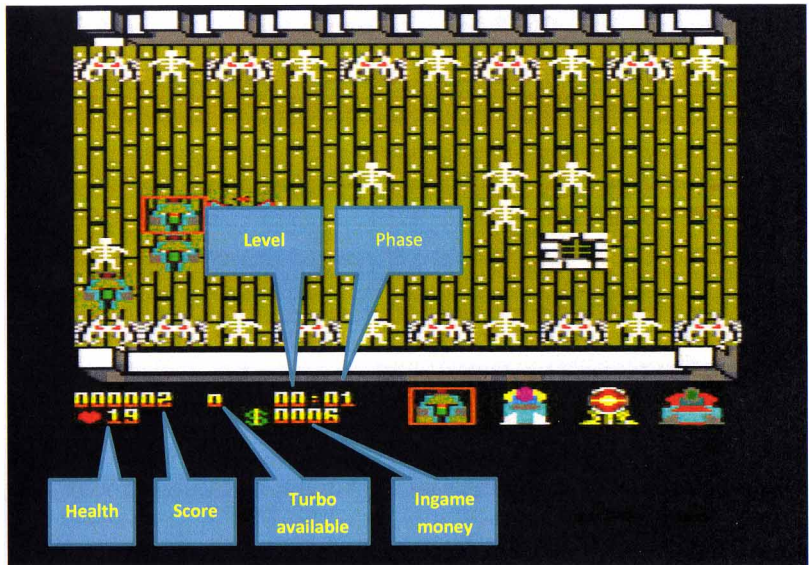 Level
Phase
000002 0 00:01
19 $ 0006
Health
Score
Turbo
available
Ingame
money